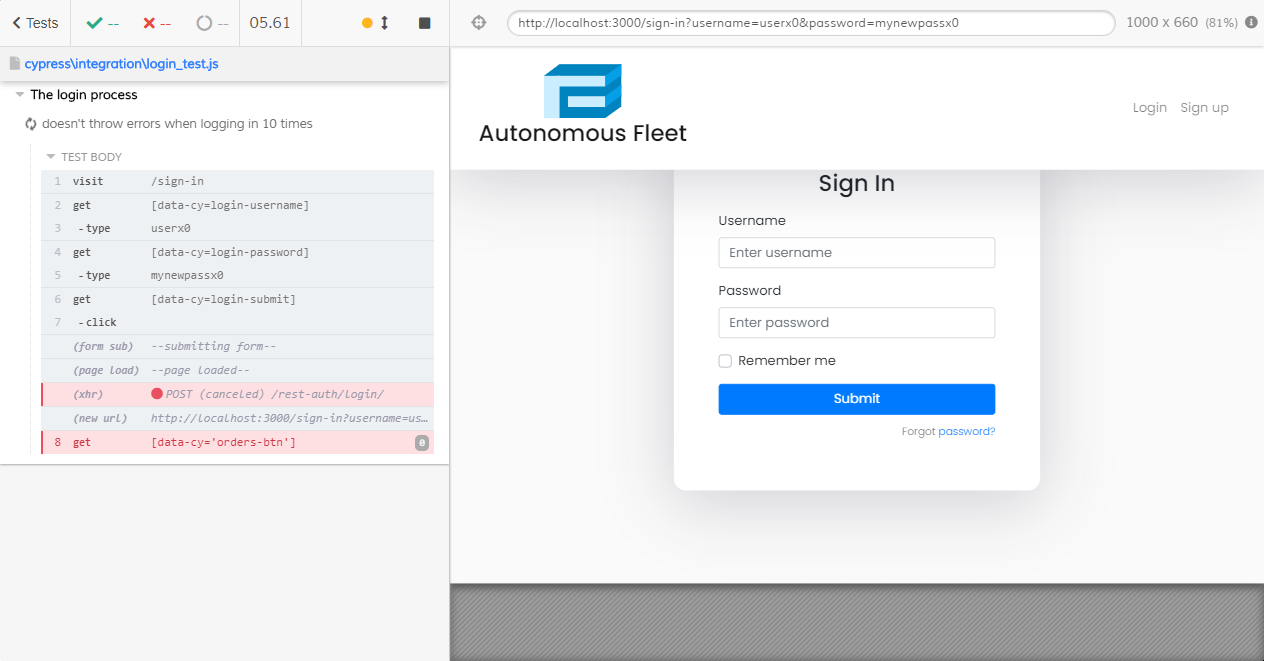 Tests -- -- -- 05.61
http://localhost:3000/sign-in?username=userx0&password=mynewpassx0 1000 x 660 (81%)
cypress\integration\login_test.js
The login process
doesn't throw errors when logging in 10 times
TEST BODY
1 visit /sign-in
2 get [data-cy=login-username]
3 -type userx0
4 get [data-cy=login-password]
5 -type mynewpassx0
6 get [data-cy=login-submit]
7 -click
(form sub) --submitting form--
(page load) --page loaded--
(xhr) POST (canceled) /rest-auth/login/
(new url) http://localhost:3000/sign-in?username=us…
8 get [data-cy='orders-btn'] 0
Autonomous Fleet
Login Sign up
Sign In
Username
Enter username
Password
Enter password
Remember me
Submit
Forgot password?